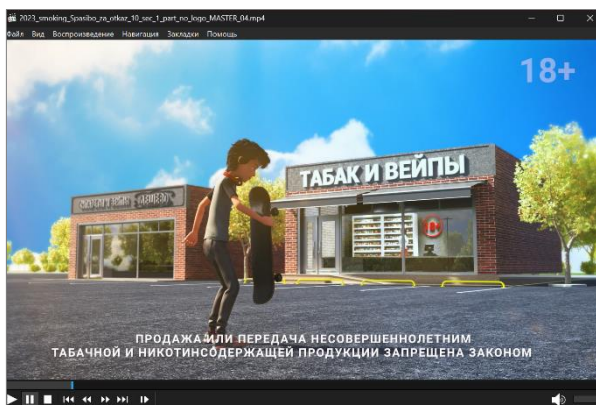 2023_smoking_Spasibo_za_otkaz_10_sec_1_part_no_logo_MASTER_04.mp4
Файл Вид Воспроизведение Навигация Закладки Помощь
18+
ТАБАК И ВЕЙПЫ
ПРОДАЖА ИЛИ ПЕРЕДАЧА НЕСОВЕРШЕННОЛЕТНИМ
ТАБАЧНОЙ И НИКОТИНСОДЕРЖАЩЕЙ ПРОДУКЦИИ ЗАПРЕЩЕНА ЗАКОНОМ